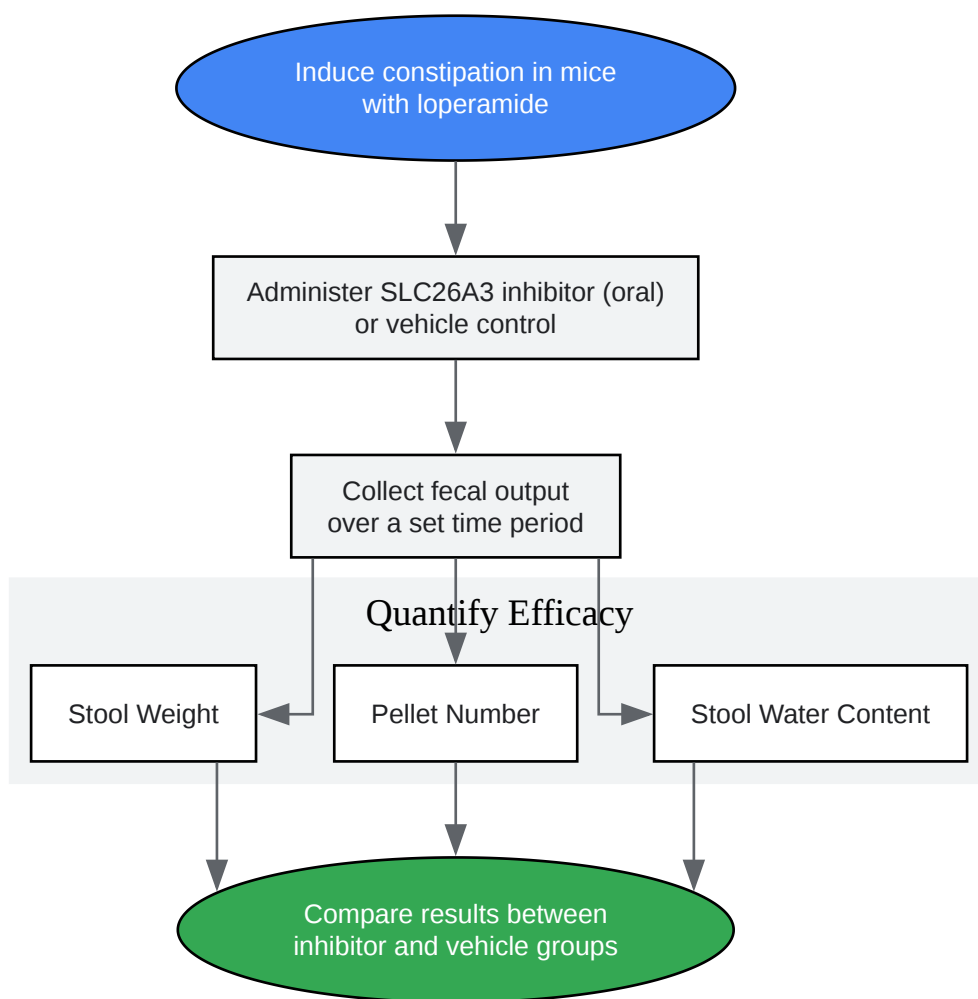 Induce constipation in mice
with loperamide
Administer SLC26A3 inhibitor (oral)
or vehicle control
Collect fecal output
over a set time period
Quantify Efficacy
Stool Weight
Pellet Number
Stool Water Content
Compare results between
inhibitor and vehicle groups